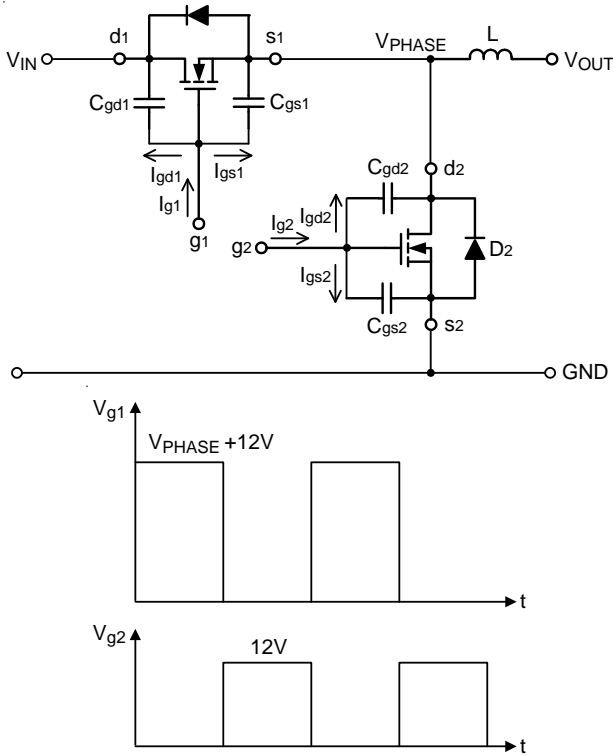 d1
s1
VPHASE
L
VIN
VOUT
Cgd1
Cgs1
Igd1
Igs1
Ig1
g1
Cgd2
d2
Igd2
Ig2
g2
D2
Igs2
Cgs2
s2
GND
Vg1
VPHASE +12V
t
Vg2
12V
t